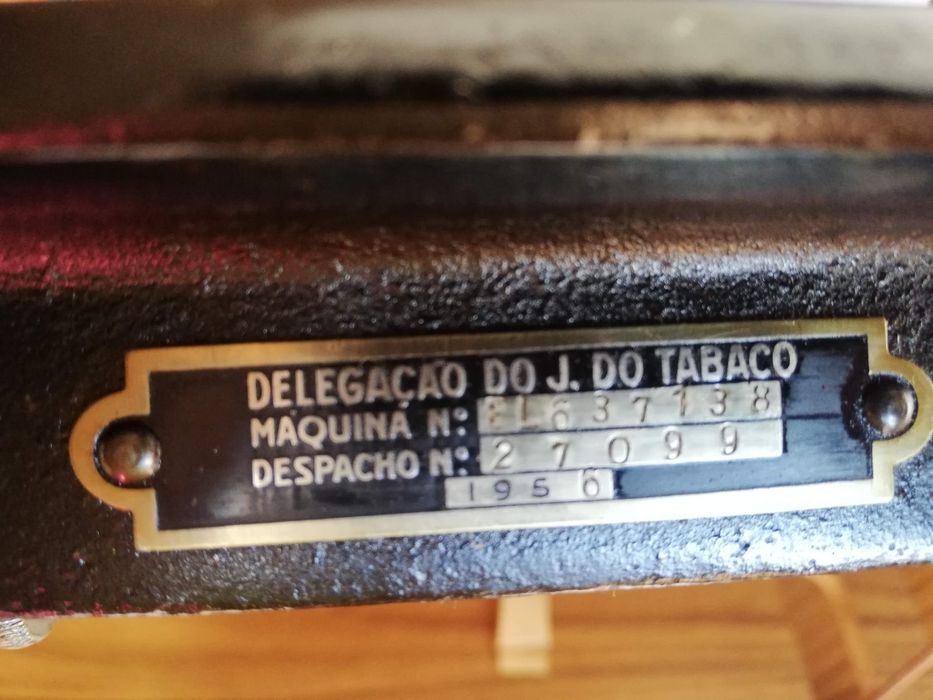 DELEGAÇÃO DO J. DO TABACO
MÁQUINA Nº: EL637138
DESPACHO Nº: 27099
1956